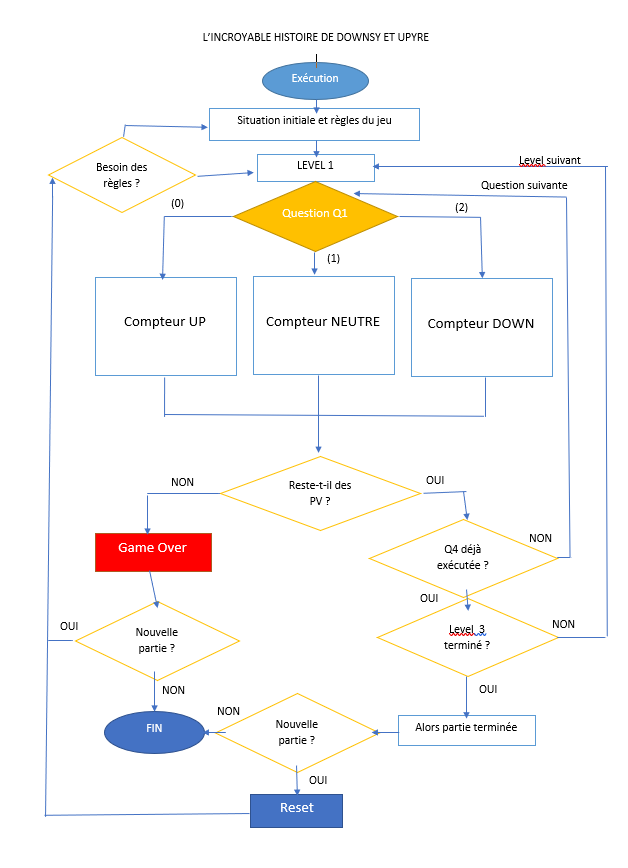 L'INCROYABLE HISTOIRE DE DOWNSY ET UPYRE
Exécution
Situation initiale et règles du jeu
Besoin des
règles ?
LEVEL 1
Level suivant
Question suivante
(0)
Question Q1
(2)
(1)
Compteur UP
Compteur NEUTRE
Compteur DOWN
Reste-t-il des
PV ?
NON
OUI
Game Over
Q4 déjà
exécutée ?
NON
OUI
OUI
Nouvelle
partie ?
Level 3
terminé ?
NON
NON
OUI
FIN
NON
Nouvelle
partie ?
Alors partie terminée
OUI
Reset